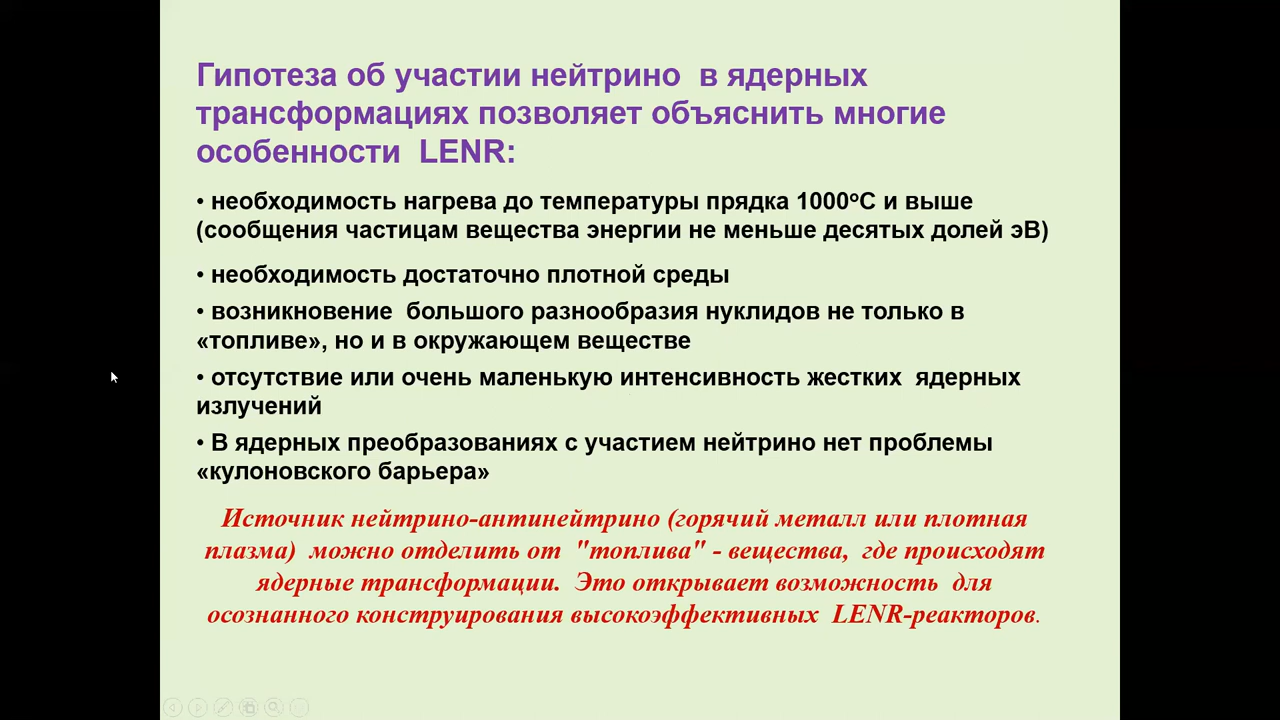 Гипотеза об участии нейтрино в ядерных
трансформациях позволяет объяснить многие
особенности LENR:
• необходимость нагрева до температуры прядка 1000°С и выше
(сообщения частицам вещества энергии не меньше десятых долей эВ)
• необходимость достаточно плотной среды
• возникновение большого разнообразия нуклидов не только в
«топливе», но и в окружающем веществе
• отсутствие или очень маленькую интенсивность жестких ядерных
излучений
• В ядерных преобразованиях с участием нейтрино нет проблемы
«кулоновского барьера»
Источник нейтрино-антинейтрино (горячий металл или плотная
плазма) можно отделить от "топлива" - вещества, где происходят
ядерные трансформации. Это открывает возможность для
осознанного конструирования высокоэффективных LENR-реакторов.